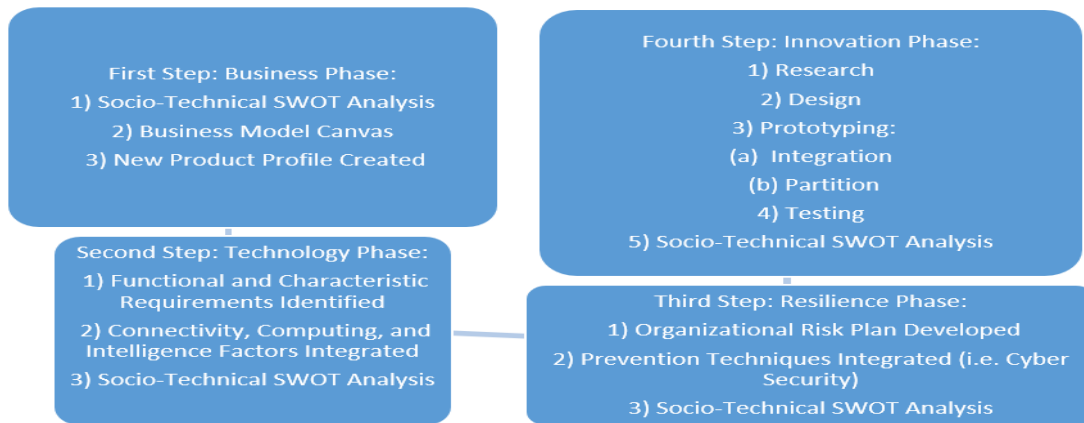 First Step: Business Phase:
1) Socio-Technical SWOT Analysis
2) Business Model Canvas
3) New Product Profile Created
Second Step: Technology Phase:
1) Functional and Characteristic
Requirements Identified
2) Connectivity, Computing, and
Intelligence Factors Integrated
3) Socio-Technical SWOT Analysis
Third Step: Resilience Phase:
1) Organizational Risk Plan Developed
2) Prevention Techniques Integrated (i.e. Cyber
Security)
3) Socio-Technical SWOT Analysis
Fourth Step: Innovation Phase:
1) Research
2) Design
3) Prototyping:
(a) Integration
(b) Partition
4) Testing
5) Socio-Technical SWOT Analysis